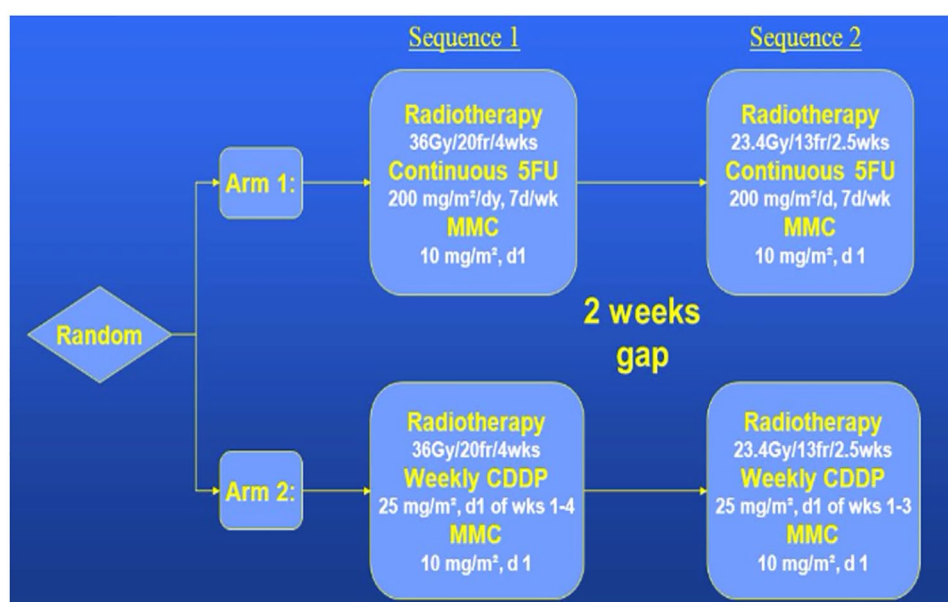 Sequence 1
Sequence 2
Radiotherapy
36Gy/20fr/4wks
Continuous 5FU
200 mg/m²/dy, 7d/wk
MMC
10 mg/m², d1
Radiotherapy
23.4Gy/13fr/2.5wks
Continuous 5FU
200 mg/m²/d, 7d/wk
MMC
10 mg/m², d 1
Arm 1:
2 weeks
gap
Random
Arm 2:
Radiotherapy
36Gy/20fr/4wks
Weekly CDDP
25 mg/m², d1 of wks 1-4
MMC
10 mg/m², d 1
Radiotherapy
23.4Gy/13fr/2.5wks
Weekly CDDP
25 mg/m², d1 of wks 1-3
MMC
10 mg/m², d 1